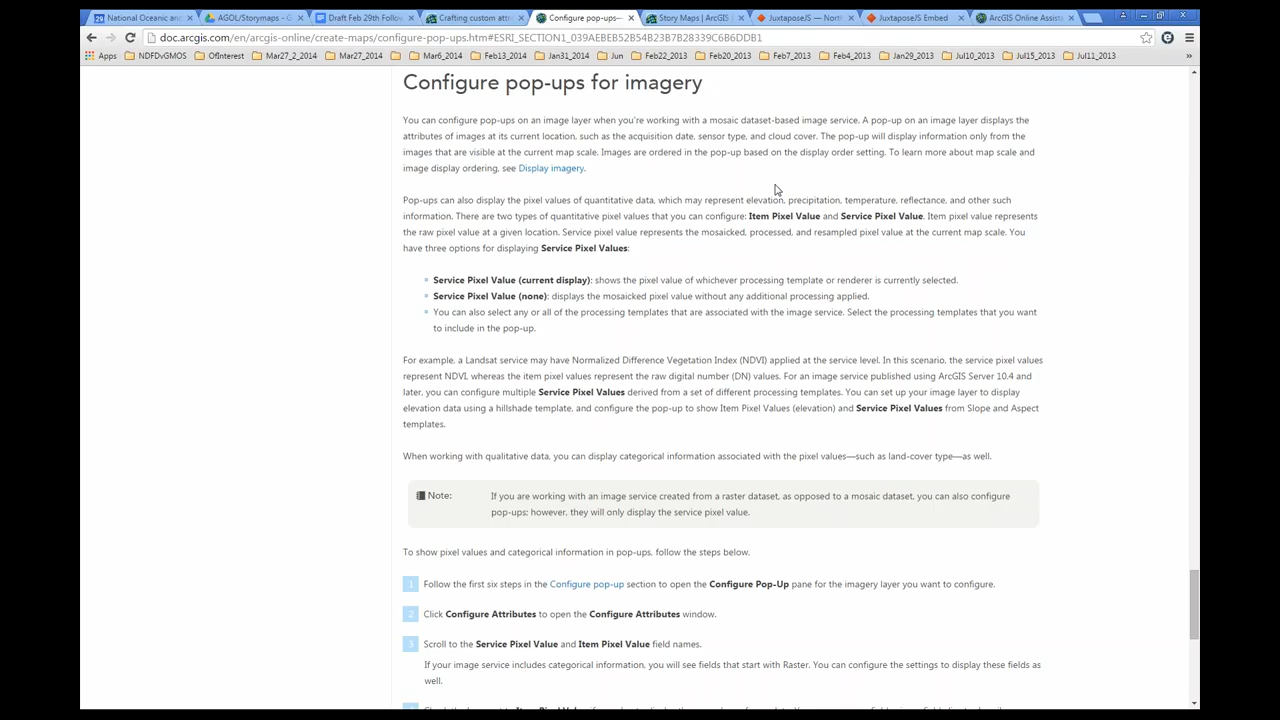 National Oceanic and
AGOL/Storymaps - G
Draft Feb 29th Follow
Crafting custom attri
Configure pop-ups—
Story Maps | ArcGIS
JuxtaposeJS — North
JuxtaposeJS Embed
ArcGIS Online Assista
doc.arcgis.com/en/arcgis-online/create-maps/configure-pop-ups.htm#ESRI_SECTION1_039AEBEB52B54B23B7B28339C6B6DDB1
Apps NDFDvGMOS OfInterest Mar27_2_2014 Mar27_2014 Mar6_2014 Feb13_2014 Jan31_2014 Jun Feb22_2013 Feb20_2013 Feb7_2013 Feb4_2013 Jan29_2013 Jul10_2013 Jul15_2013 Jul11_2013 »
Configure pop-ups for imagery
You can configure pop-ups on an image layer when you're working with a mosaic dataset-based image service. A pop-up on an image layer displays the
attributes of images at its current location, such as the acquisition date, sensor type, and cloud cover. The pop-up will display information only from the
images that are visible at the current map scale. Images are ordered in the pop-up based on the display order setting. To learn more about map scale and
image display ordering, see Display imagery.
Pop-ups can also display the pixel values of quantitative data, which may represent elevation, precipitation, temperature, reflectance, and other such
information. There are two types of quantitative pixel values that you can configure: Item Pixel Value and Service Pixel Value. Item pixel value represents
the raw pixel value at a given location. Service pixel value represents the mosaicked, processed, and resampled pixel value at the current map scale. You
have three options for displaying Service Pixel Values:
Service Pixel Value (current display): shows the pixel value of whichever processing template or renderer is currently selected.
Service Pixel Value (none): displays the mosaicked pixel value without any additional processing applied.
You can also select any or all of the processing templates that are associated with the image service. Select the processing templates that you want
to include in the pop-up.
For example, a Landsat service may have Normalized Difference Vegetation Index (NDVI) applied at the service level. In this scenario, the service pixel values
represent NDVI, whereas the item pixel values represent the raw digital number (DN) values. For an image service published using ArcGIS Server 10.4 and
later, you can configure multiple Service Pixel Values derived from a set of different processing templates. You can set up your image layer to display
elevation data using a hillshade template, and configure the pop-up to show Item Pixel Values (elevation) and Service Pixel Values from Slope and Aspect
templates.
When working with qualitative data, you can display categorical information associated with the pixel values—such as land-cover type—as well.
Note: If you are working with an image service created from a raster dataset, as opposed to a mosaic dataset, you can also configure
pop-ups; however, they will only display the service pixel value.
To show pixel values and categorical information in pop-ups, follow the steps below.
1 Follow the first six steps in the Configure pop-up section to open the Configure Pop-Up pane for the imagery layer you want to configure.
2 Click Configure Attributes to open the Configure Attributes window.
3 Scroll to the Service Pixel Value and Item Pixel Value field names.
If your image service includes categorical information, you will see fields that start with Raster. You can configure the settings to display these fields as
well.